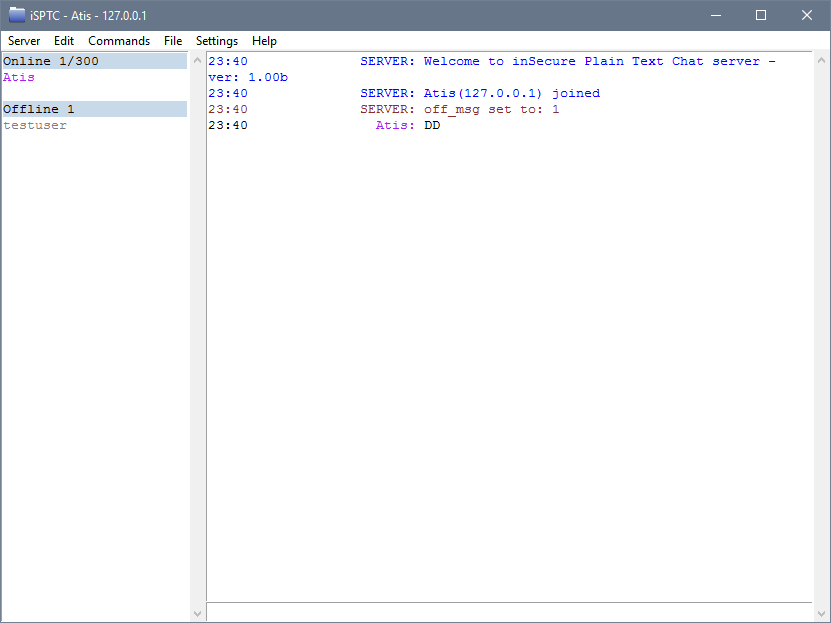 iSPTC - Atis - 127.0.0.1
Server Edit Commands File Settings Help
Online 1/300
Atis
Offline 1
testuser
23:40 SERVER: Welcome to inSecure Plain Text Chat server -
ver: 1.00b
23:40 SERVER: Atis(127.0.0.1) joined
23:40 SERVER: off_msg set to: 1
23:40 Atis: DD